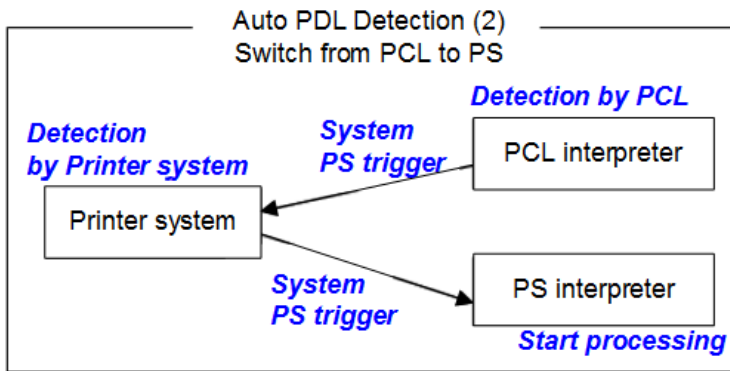 Auto PDL Detection (2)
Switch from PCL to PS
Detection by PCL
Detection
by Printer system
System
PS trigger
PCL interpreter
Printer system
System
PS trigger
PS interpreter
Start processing